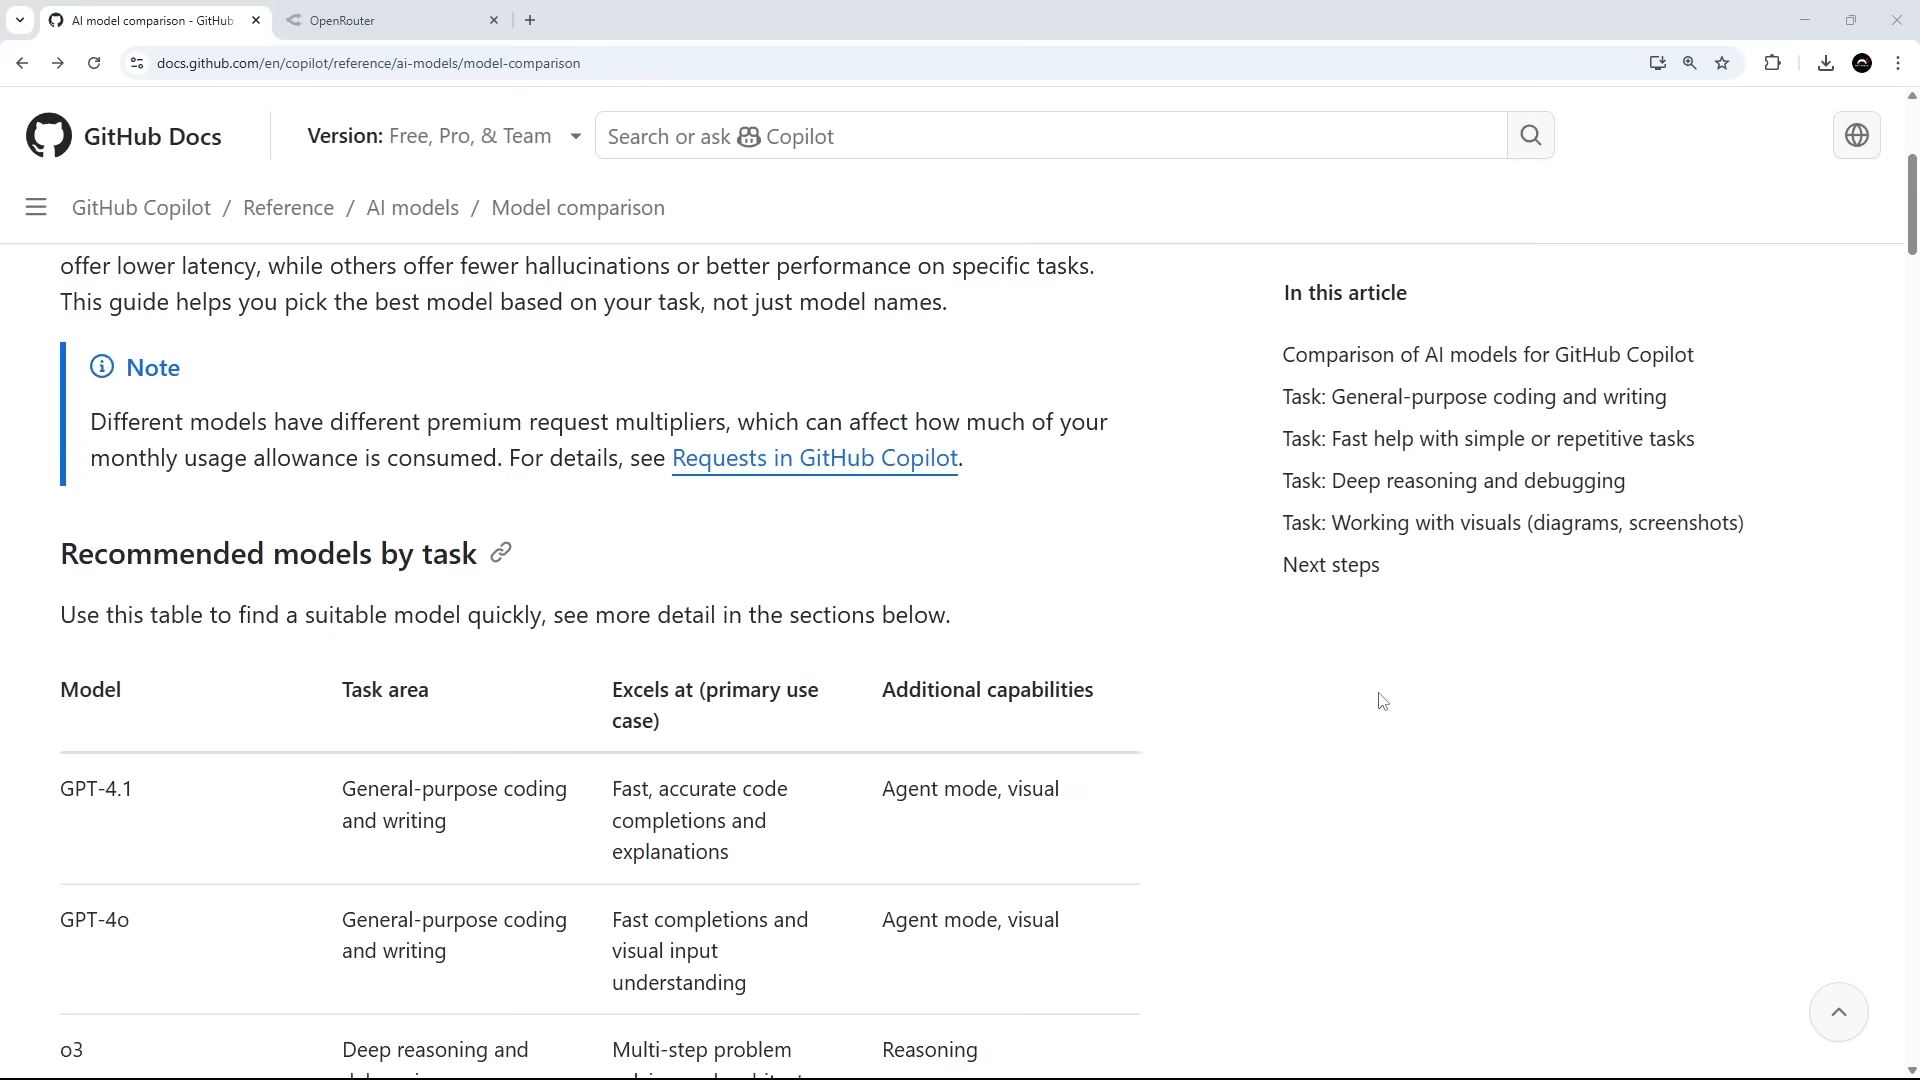 AI model comparison - GitHub
OpenRouter
docs.github.com/en/copilot/reference/ai-models/model-comparison
GitHub Docs
Version: Free, Pro, & Team
Search or ask Copilot
GitHub Copilot / Reference / AI models / Model comparison
offer lower latency, while others offer fewer hallucinations or better performance on specific tasks.
This guide helps you pick the best model based on your task, not just model names.
Note
Different models have different premium request multipliers, which can affect how much of your
monthly usage allowance is consumed. For details, see Requests in GitHub Copilot.
Recommended models by task
Use this table to find a suitable model quickly, see more detail in the sections below.
Model Task area Excels at (primary use Additional capabilities
case)
GPT-4.1 General-purpose coding Fast, accurate code Agent mode, visual
and writing completions and
explanations
GPT-4o General-purpose coding Fast completions and Agent mode, visual
and writing visual input
understanding
o3 Deep reasoning and Multi-step problem Reasoning
In this article
Comparison of AI models for GitHub Copilot
Task: General-purpose coding and writing
Task: Fast help with simple or repetitive tasks
Task: Deep reasoning and debugging
Task: Working with visuals (diagrams, screenshots)
Next steps